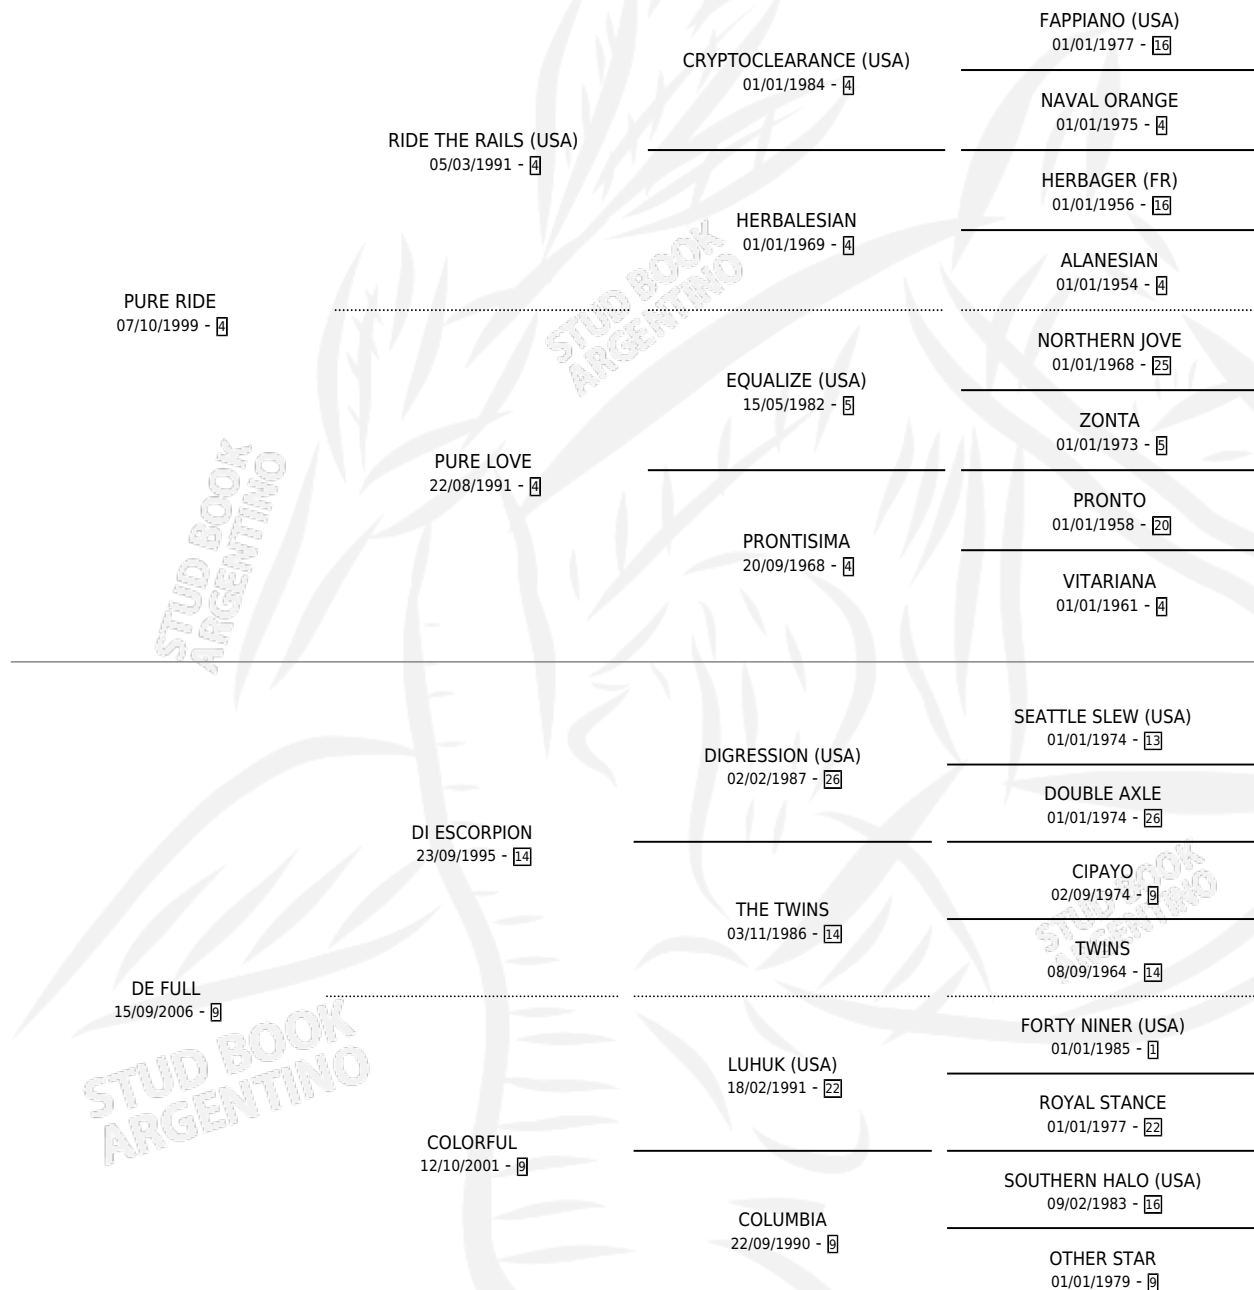 FAPPIANO (USA)
01/01/1977 - 16
CRYPTOCLEARANCE (USA)
01/01/1984 - 4
NAVAL ORANGE
01/01/1975 - 4
RIDE THE RAILS (USA)
05/03/1991 - 4
HERBAGER (FR)
01/01/1956 - 16
HERBALESIAN
01/01/1969 - 4
ALANESIAN
01/01/1954 - 4
PURE RIDE
07/10/1999 - 4
NORTHERN JOVE
01/01/1968 - 25
EQUALIZE (USA)
15/05/1982 - 5
ZONTA
01/01/1973 - 5
PURE LOVE
22/08/1991 - 4
PRONTO
01/01/1958 - 20
PRONTISIMA
20/09/1968 - 4
VITARIANA
01/01/1961 - 4
SEATTLE SLEW (USA)
01/01/1974 - 13
DIGRESSION (USA)
02/02/1987 - 26
DOUBLE AXLE
01/01/1974 - 26
DI ESCORPION
23/09/1995 - 14
CIPAYO
02/09/1974 - 9
THE TWINS
03/11/1986 - 14
TWINS
08/09/1964 - 14
DE FULL
15/09/2006 - 9
FORTY NINER (USA)
01/01/1985 - 1
LUHUK (USA)
18/02/1991 - 22
ROYAL STANCE
01/01/1977 - 22
COLORFUL
12/10/2001 - 9
SOUTHERN HALO (USA)
09/02/1983 - 16
COLUMBIA
22/09/1990 - 9
OTHER STAR
01/01/1979 - 9
STUD BOOK
ARGENTINO
STUD BOOK
ARGENTINO
STUD BOOK
ARGENTINO
STUD BOOK
ARGENTINO